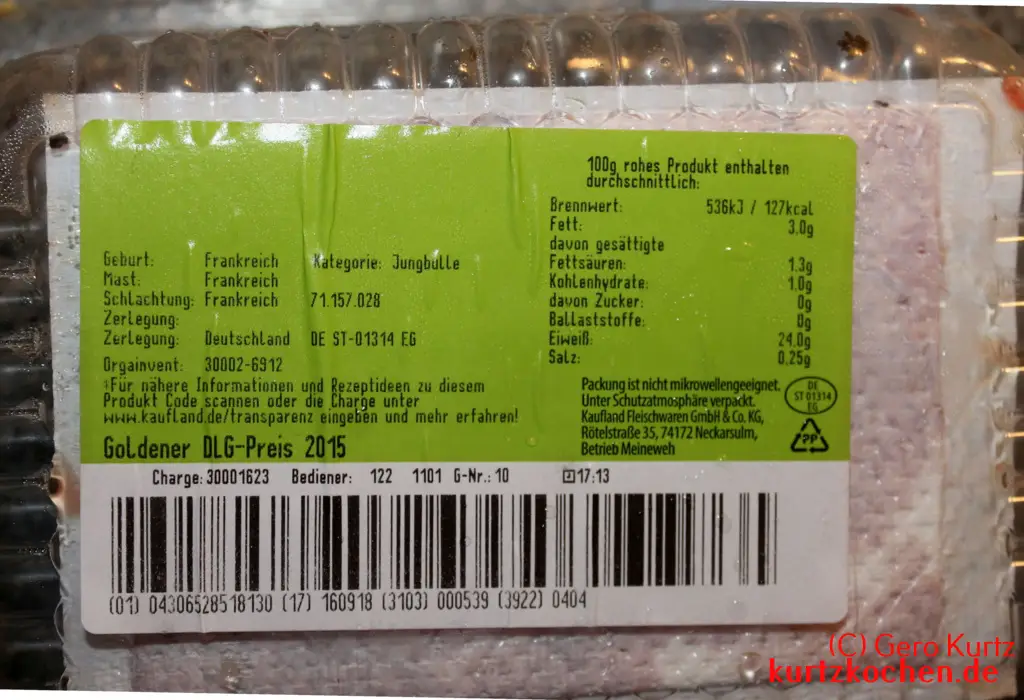 100g rohes Produkt enthalten
durchschnittlich:
Brennwert: 536kJ / 127kcal
Fett: 3.0g
davon gesättigte
Fettsäuren: 1.3g
Kohlenhydrate: 1.0g
davon Zucker: 0g
Ballaststoffe: 0g
Eiweiß: 24.0g
Salz: 0.25g
Geburt: Frankreich Kategorie: Jungbulle
Mast: Frankreich
Schlachtung: Frankreich 71.157.028
Zerlegung:
Zerlegung: Deutschland DE ST-01314 EG
Orgainvent: 30002-6912
*Für nähere Informationen und Rezeptideen zu diesem
Produkt Code scannen oder die Charge unter
www.kaufland.de/transparenz eingeben und mehr erfahren!
Goldener DLG-Preis 2015
Packung ist nicht mikrowellengeeignet.
Unter Schutzatmosphäre verpackt.
Kaufland Fleischwaren GmbH & Co. KG,
Rötelstraße 35, 74172 Neckarsulm,
Betrieb Meineweh
DE
ST 01314
EG
PP
Charge: 30001623 Bediener: 122 1101 G-Nr.: 10 17:13
(01) 04306528518130 (17) 160918 (3103) 000539 (3922) 0404
(C) Gero Kurtz
kurtzkochen.de